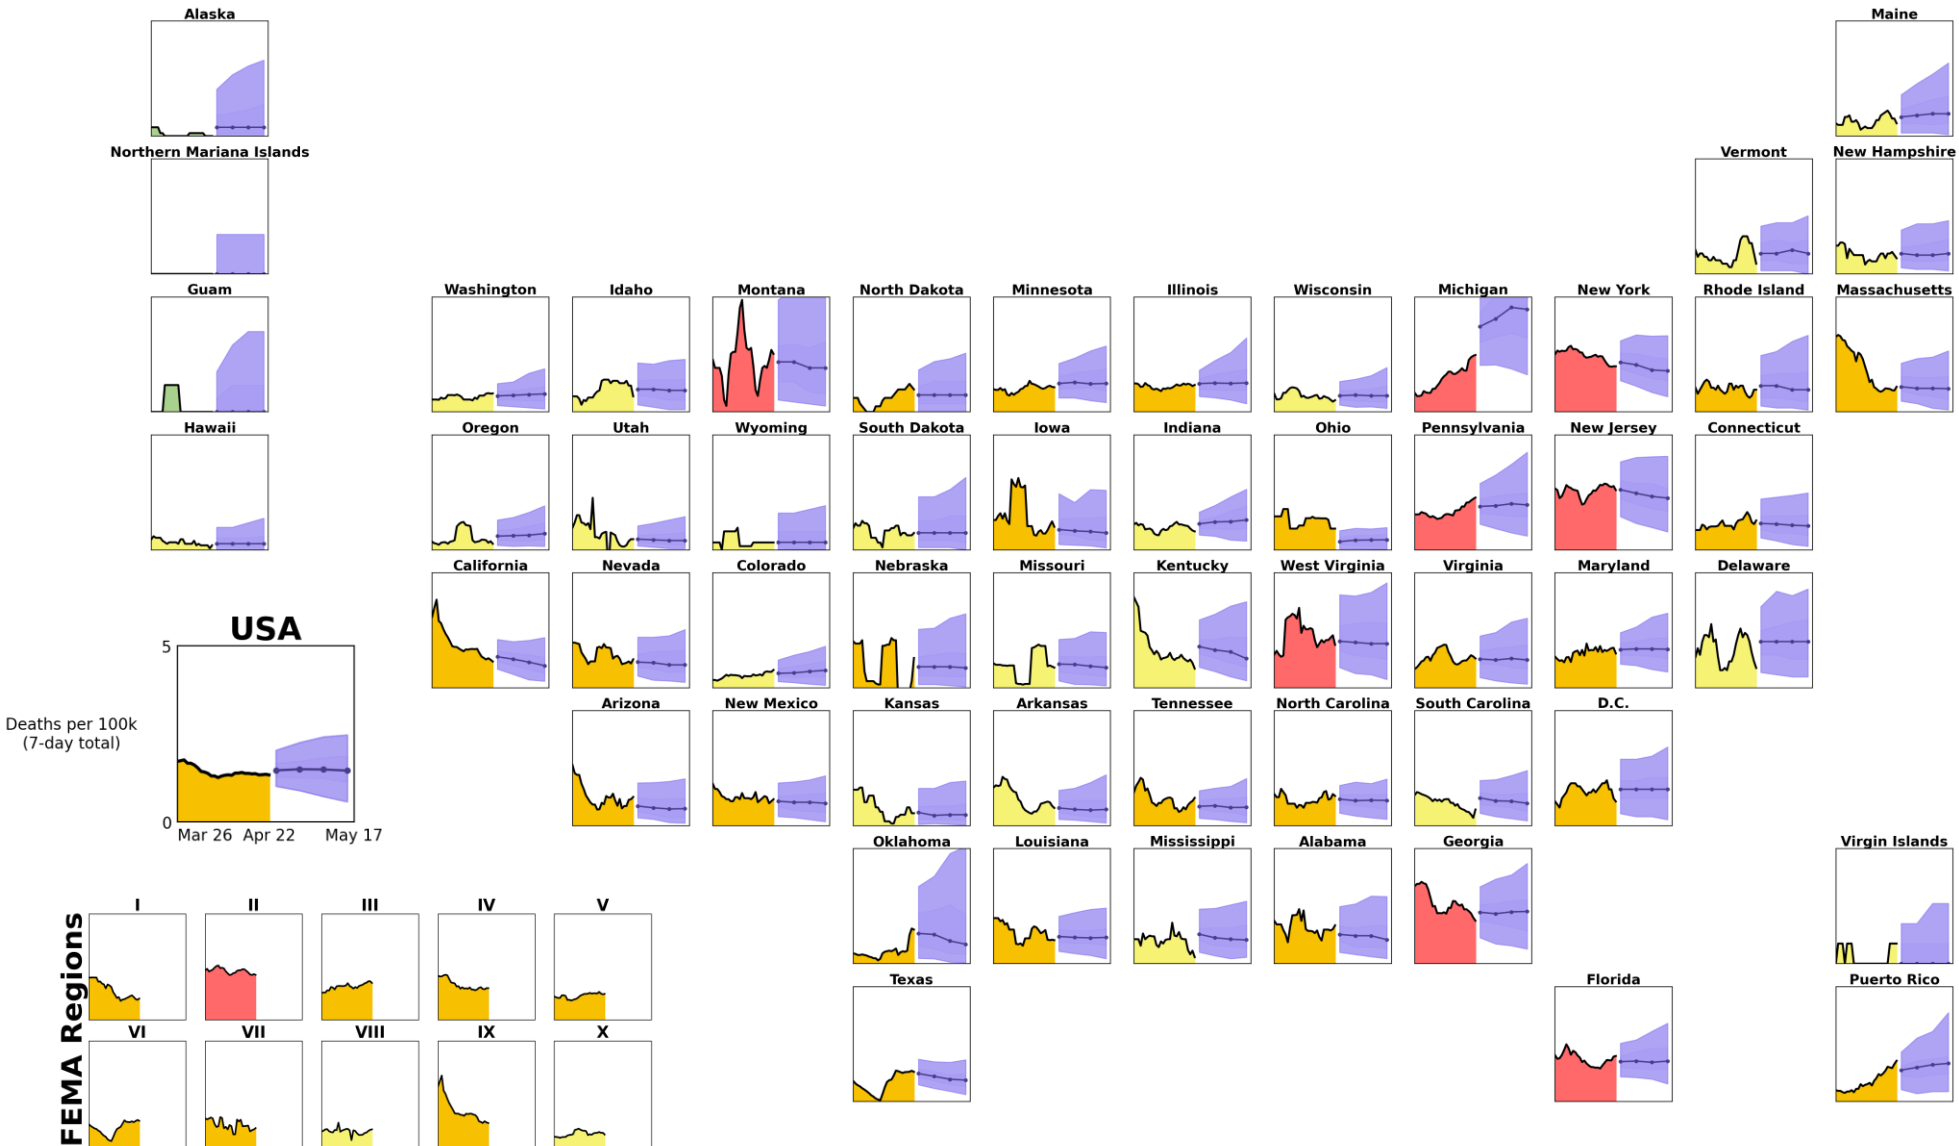 Alaska
Maine
Northern Mariana Islands
Vermont
New Hampshire
Guam
Washington
Idaho
Montana
North Dakota
Minnesota
Illinois
Wisconsin
Michigan
New York
Rhode Island
Massachusetts
Hawaii
Oregon
Utah
Wyoming
South Dakota
Iowa
Indiana
Ohio
Pennsylvania
New Jersey
Connecticut
California
Nevada
Colorado
Nebraska
Missouri
Kentucky
West Virginia
Virginia
Maryland
Delaware
USA
5
Deaths per 100k
(7-day total)
0
Mar 26
Apr 22
May 17
Arizona
New Mexico
Kansas
Arkansas
Tennessee
North Carolina
South Carolina
D.C.
Oklahoma
Louisiana
Mississippi
Alabama
Georgia
Virgin Islands
Texas
Florida
Puerto Rico
FEMA Regions
I
II
III
IV
V
VI
VII
VIII
IX
X